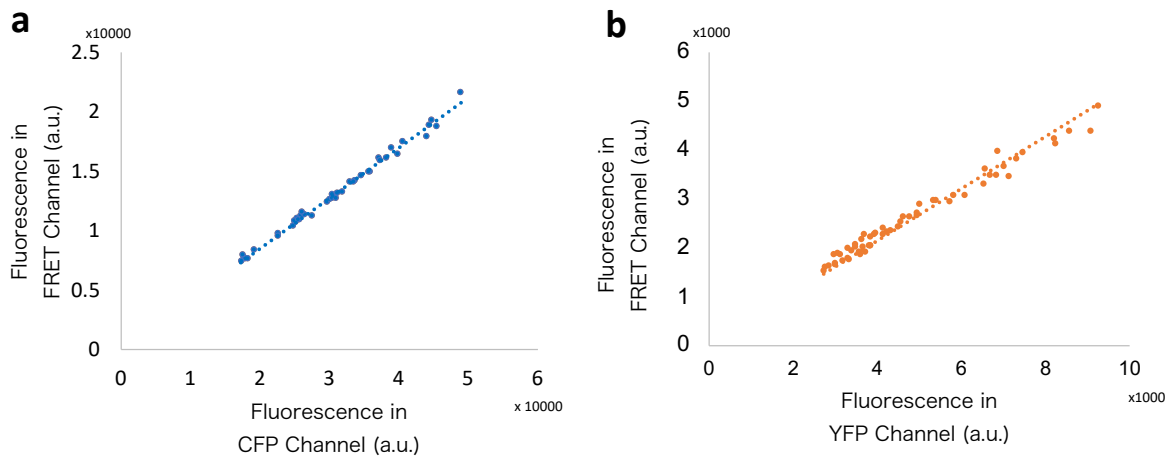 a
x10000
2.5
2
1.5
1
0.5
0
0 1 2 3 4 5 6
x 10000
Fluorescence in
FRET Channel (a.u.)
Fluorescence in
CFP Channel (a.u.)
b
x1000
6
5
4
3
2
1
0
0 2 4 6 8 10
x1000
Fluorescence in
FRET Channel (a.u.)
Fluorescence in
YFP Channel (a.u.)